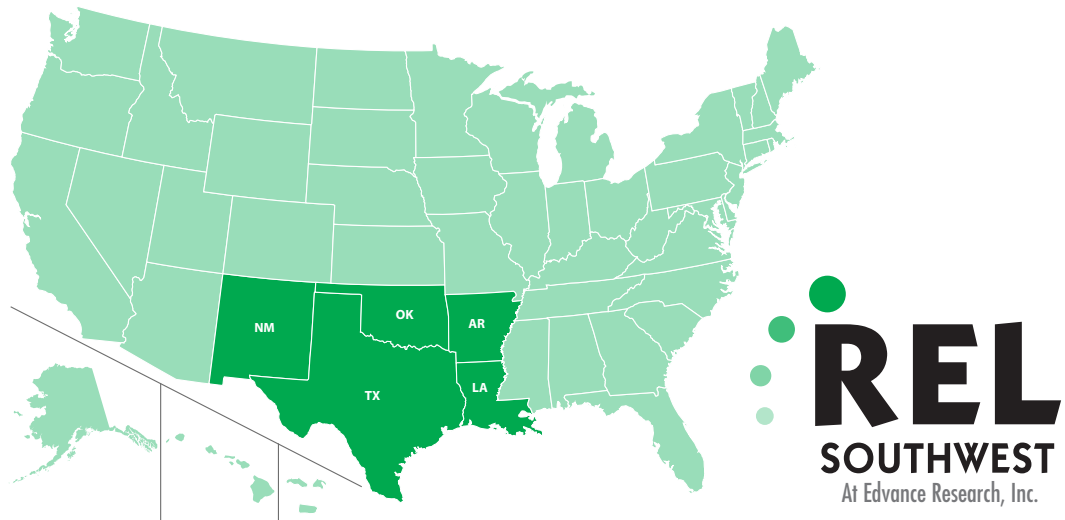 NM
OK
AR
TX
LA
REL
SOUTHWEST
At Edvance Research, Inc.